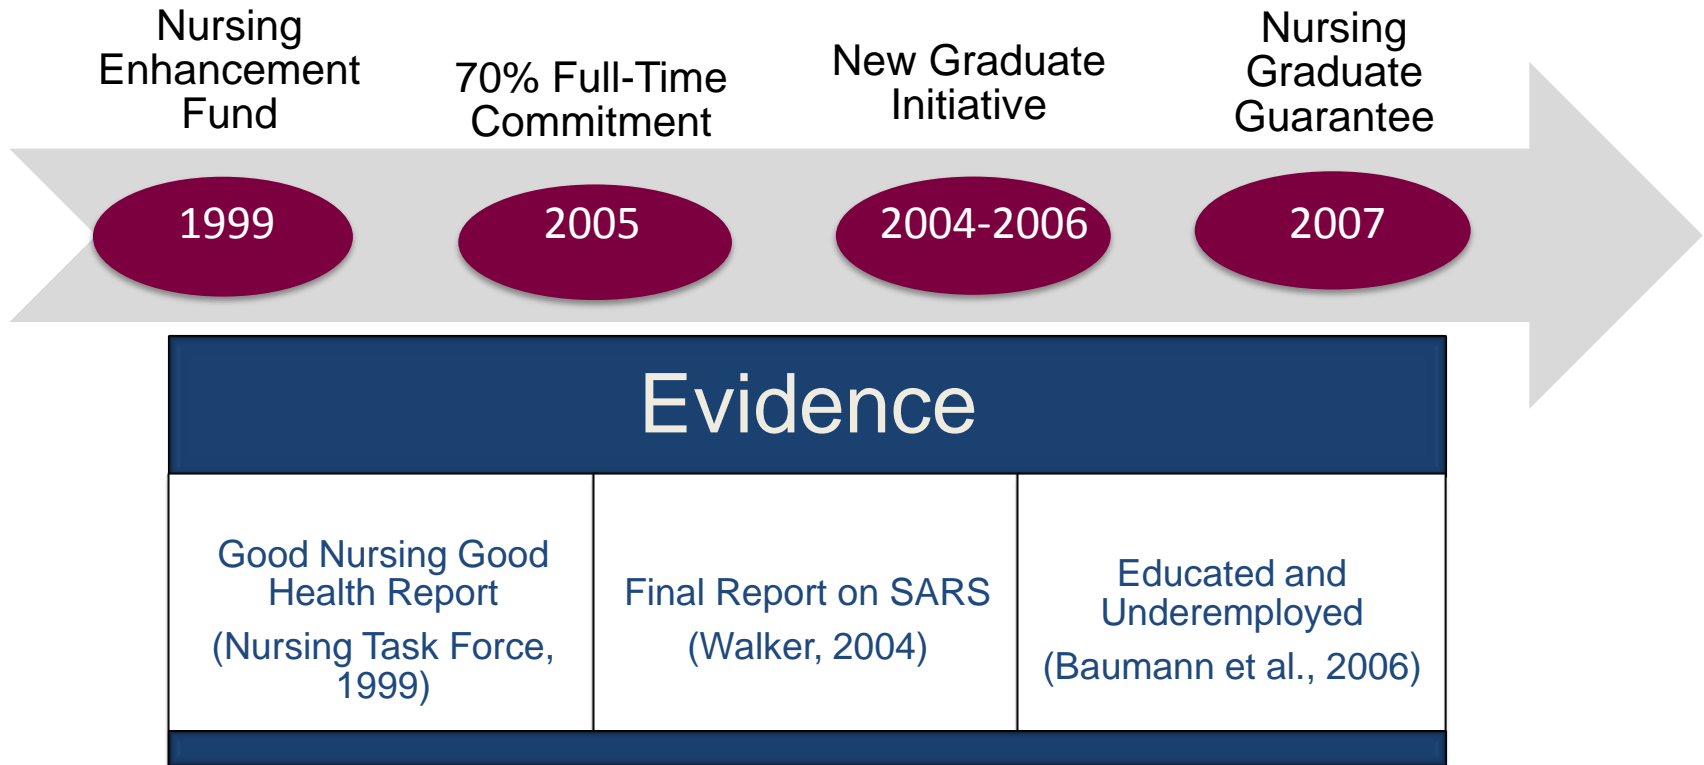 Nursing
Enhancement
Fund
70% Full-Time
Commitment
New Graduate
Initiative
Nursing
Graduate
Guarantee
1999
2005
2004-2006
2007
Evidence
Good Nursing Good
Health Report
(Nursing Task Force,
1999)
Final Report on SARS
(Walker, 2004)
Educated and
Underemployed
(Baumann et al., 2006)